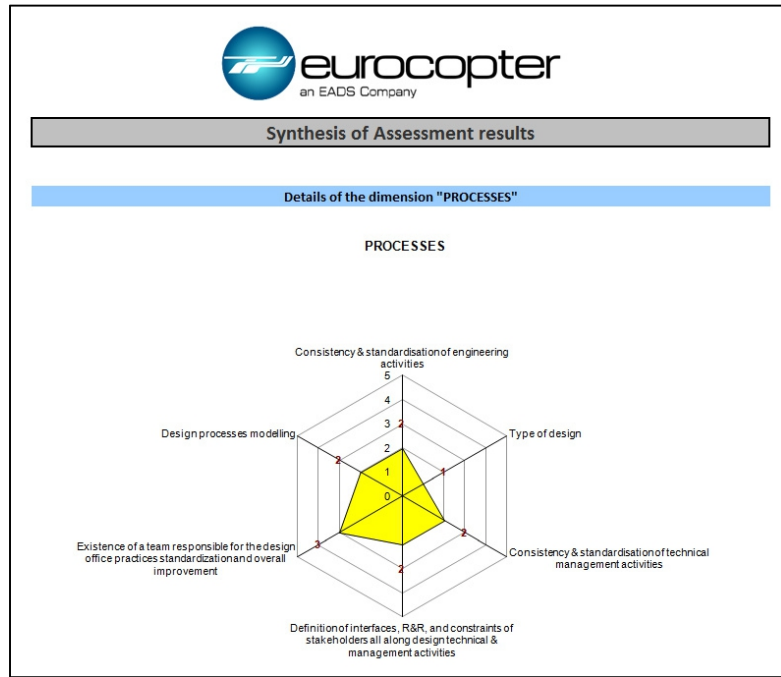 eurocopter
an EADS Company
Synthesis of Assessment results
Details of the dimension "PROCESSES"
PROCESSES
Consistency & standardisation of engineering
activities
5
4
3
2
2
1
0
Design processes modelling
2
Type of design
1
Existence of a team responsible for the design
office practices standardization and overall
improvement
3
2
Consistency & standardisation of technical
management activities
2
Definition of interfaces, R&R, and constraints of
stakeholders all along design technical &
management activities